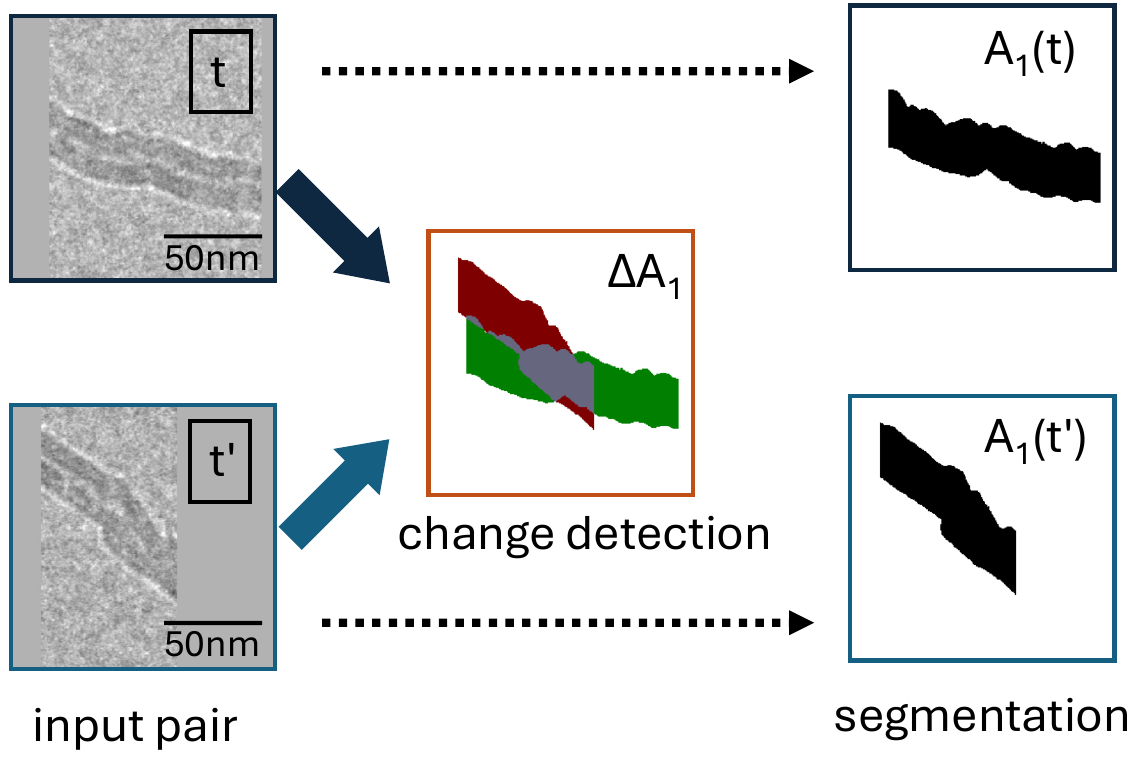 t
50nm
A₁(t)
ΔA₁
change detection
t'
50nm
A₁(t')
input pair
segmentation